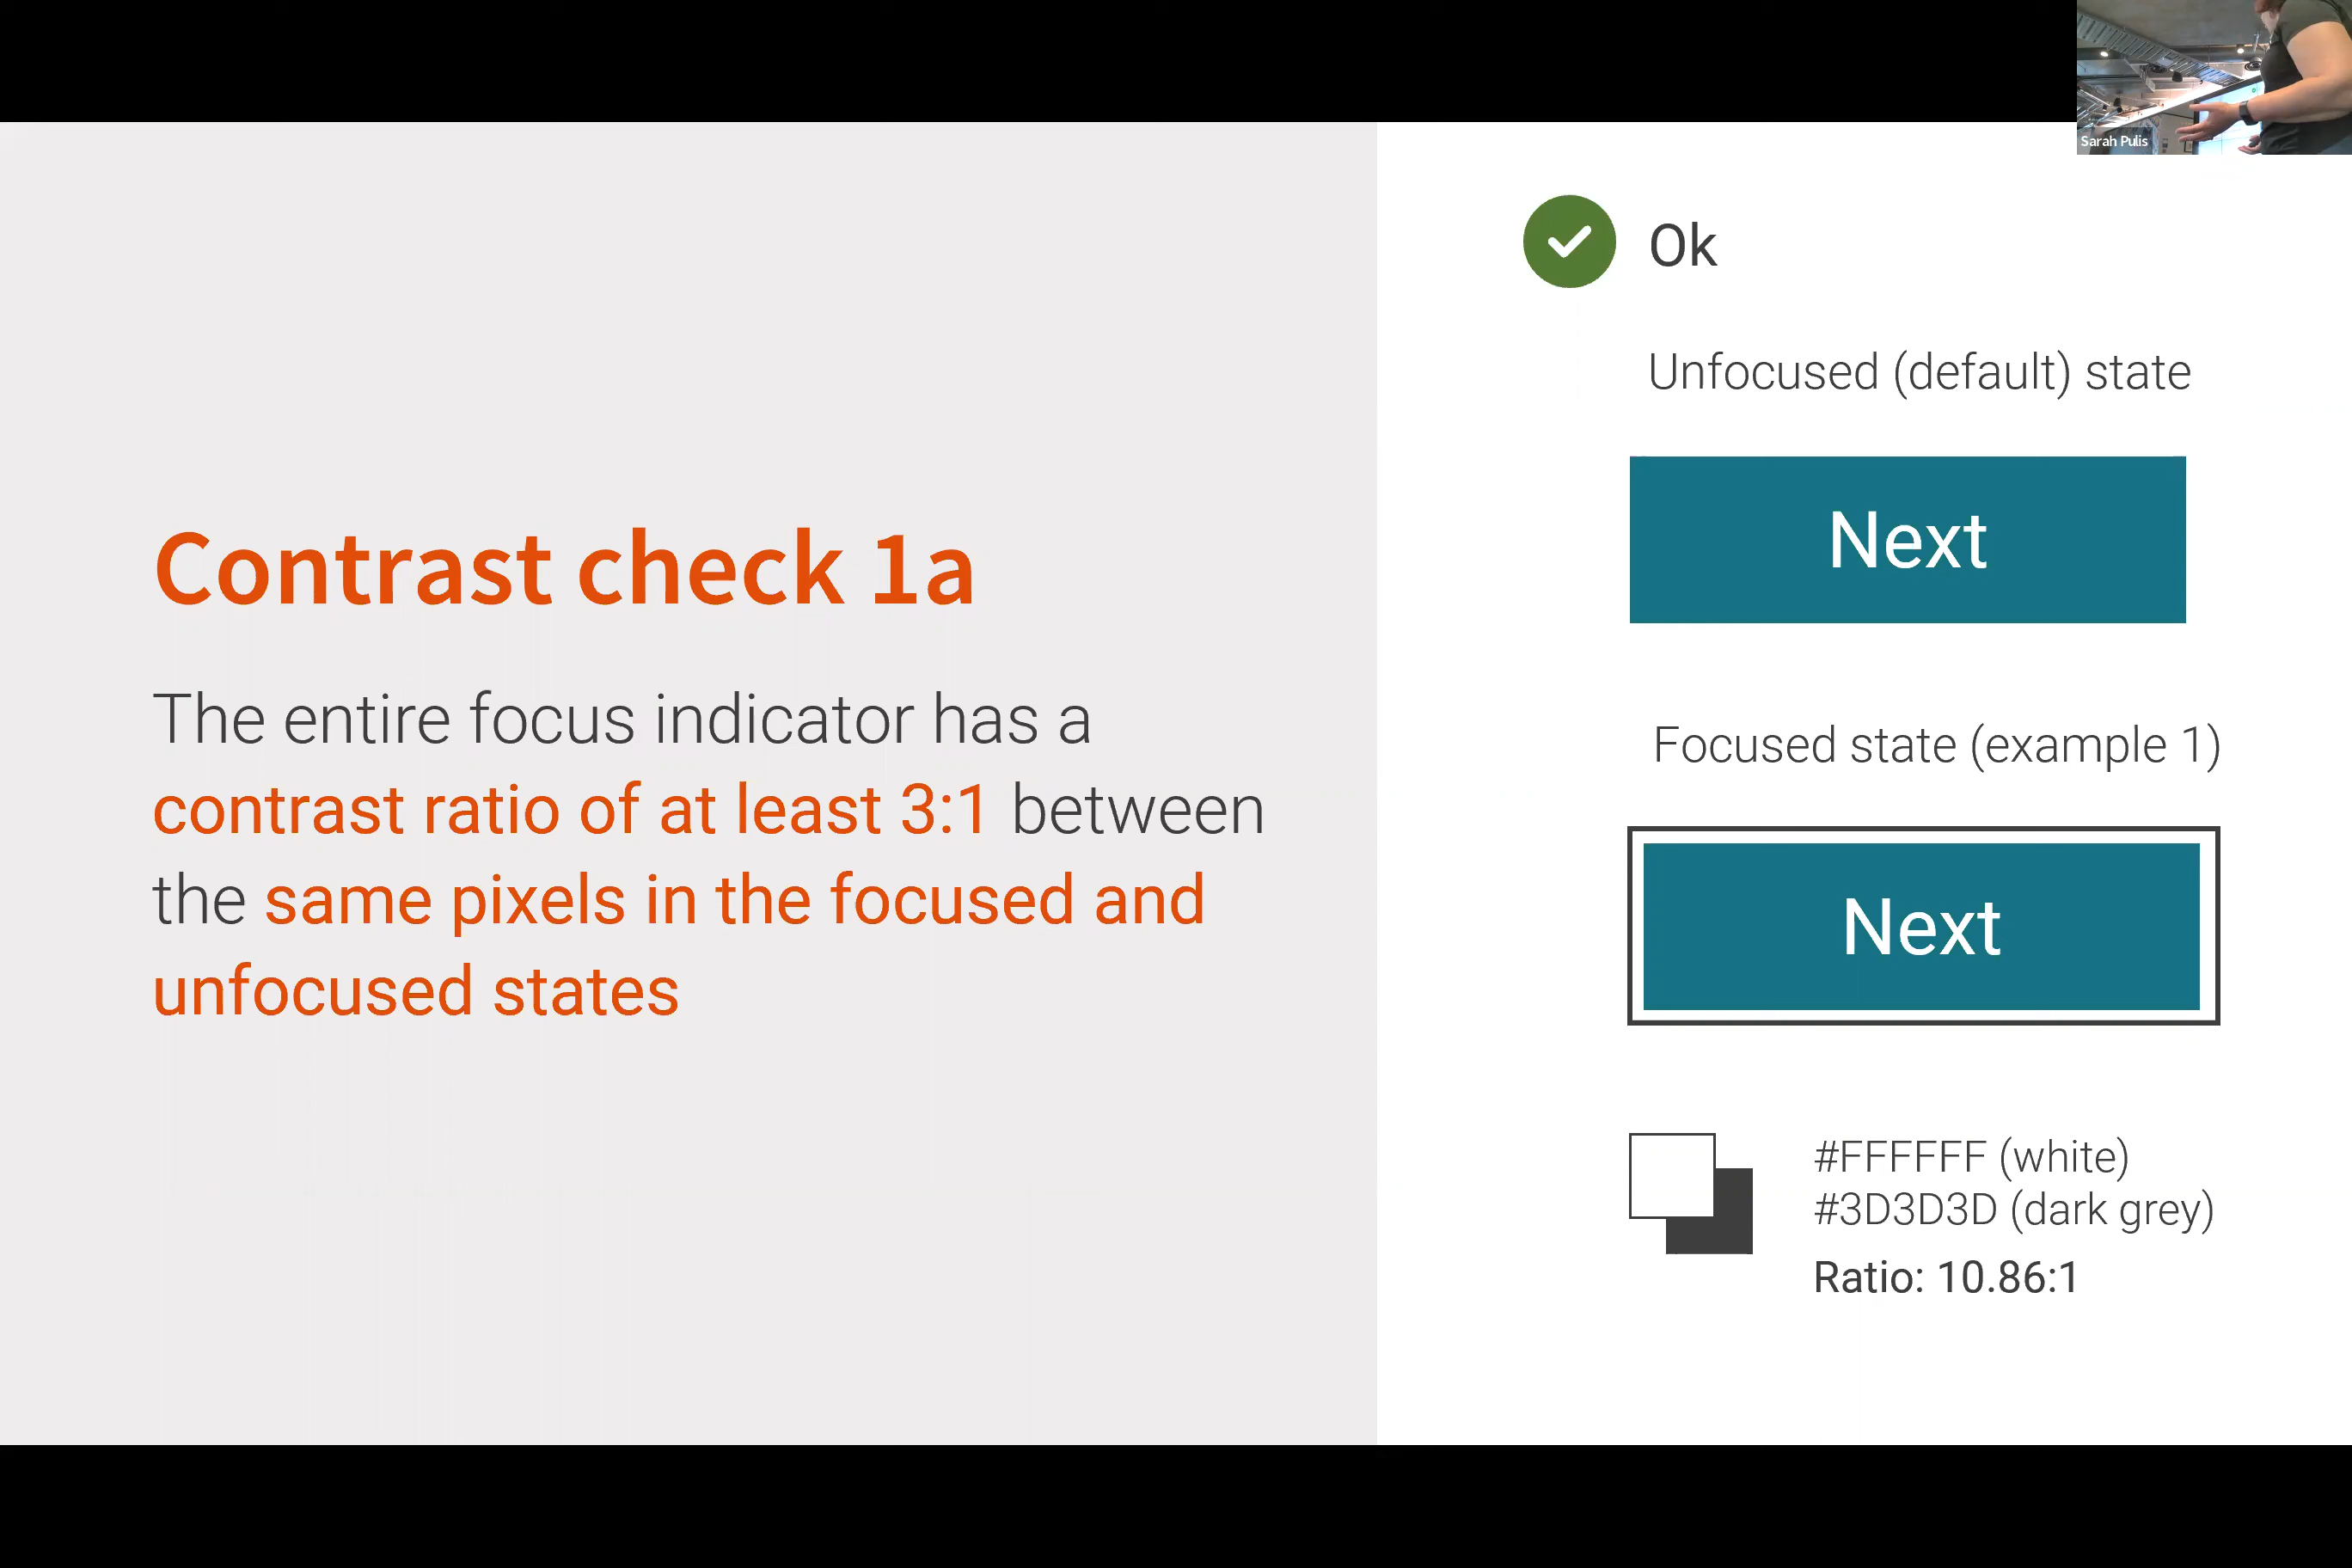 Sarah Pulis
Contrast check 1a
The entire focus indicator has a
contrast ratio of at least 3:1 between
the same pixels in the focused and
unfocused states
Ok
Unfocused (default) state
Next
Focused state (example 1)
Next
#FFFFFF (white)
#3D3D3D (dark grey)
Ratio: 10.86:1